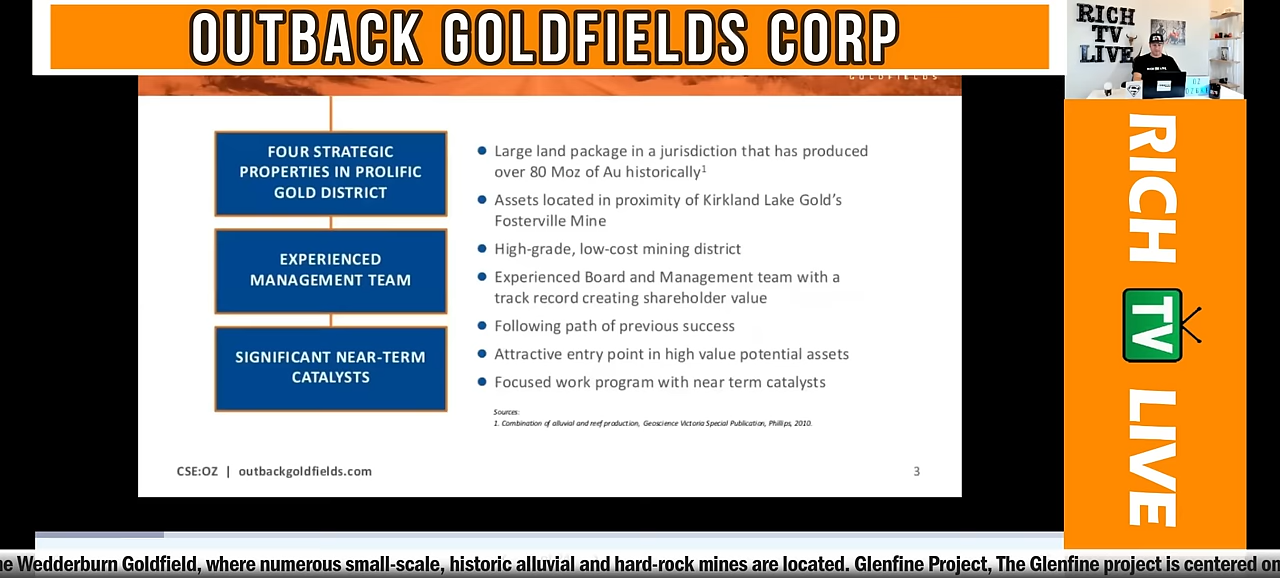 OUTBACK GOLDFIELDS CORP
RICH
TV
LIVE
GOLDFIELDS
FOUR STRATEGIC
PROPERTIES IN PROLIFIC
GOLD DISTRICT
EXPERIENCED
MANAGEMENT TEAM
SIGNIFICANT NEAR-TERM
CATALYSTS
Large land package in a jurisdiction that has produced
over 80 Moz of Au historically¹
Assets located in proximity of Kirkland Lake Gold's
Fosterville Mine
High-grade, low-cost mining district
Experienced Board and Management team with a
track record creating shareholder value
Following path of previous success
Attractive entry point in high value potential assets
Focused work program with near term catalysts
Sources:
1. Combination of alluvial and reef production, Geoscience Victoria Special Publication, Phillips, 2010.
CSE:OZ | outbackgoldfields.com
3
RICH TV LIVE
ne Wedderburn Goldfield, where numerous small-scale, historic alluvial and hard-rock mines are located. Glenfine Project, The Glenfine project is centered on